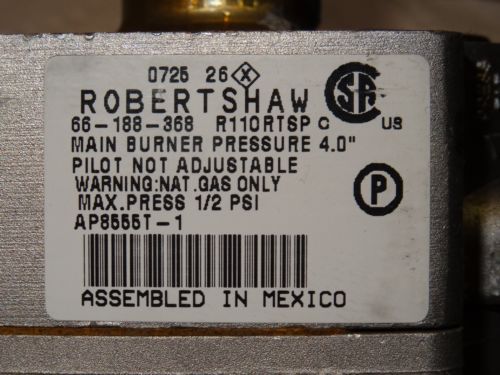 0725 26 X
ROBERTSHAW
SA
66-188-368 R110RTSP C US
MAIN BURNER PRESSURE 4.0"
PILOT NOT ADJUSTABLE
WARNING:NAT.GAS ONLY
P
MAX.PRESS 1/2 PSI
AP8555T-1
ASSEMBLED IN MEXICO